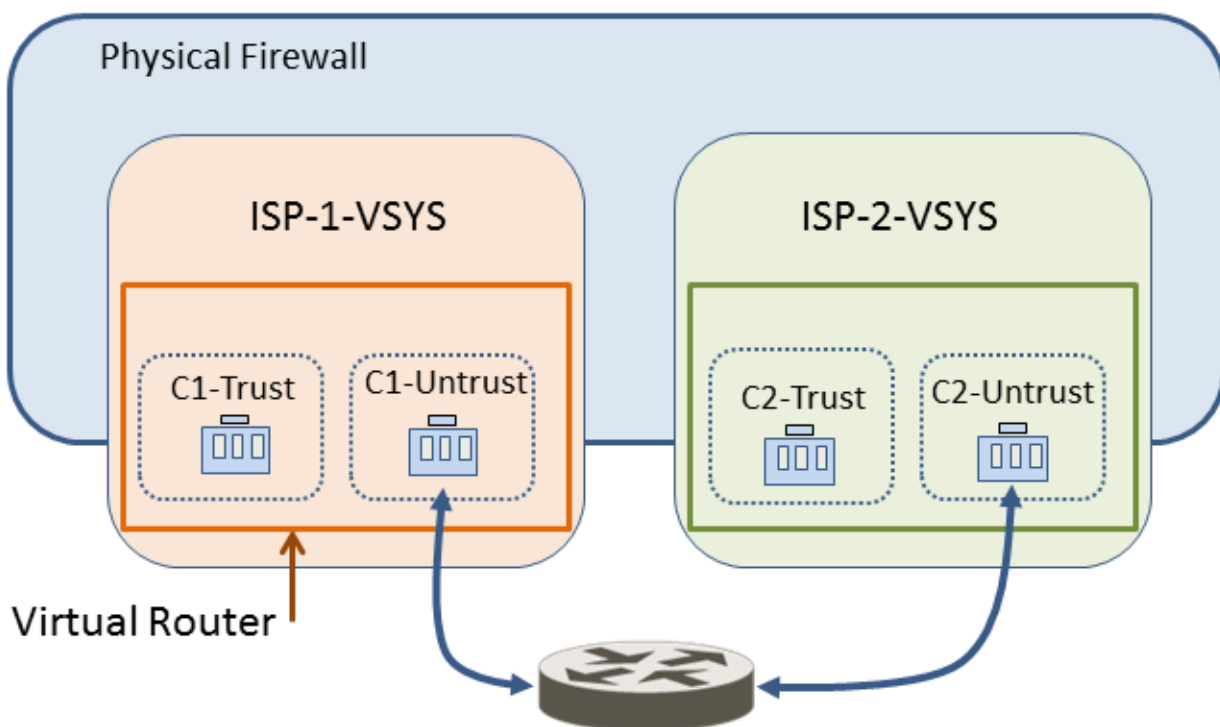 Physical Firewall
ISP-1-VSYS
ISP-2-VSYS
C1-Trust
C1-Untrust
C2-Trust
C2-Untrust
Virtual Router